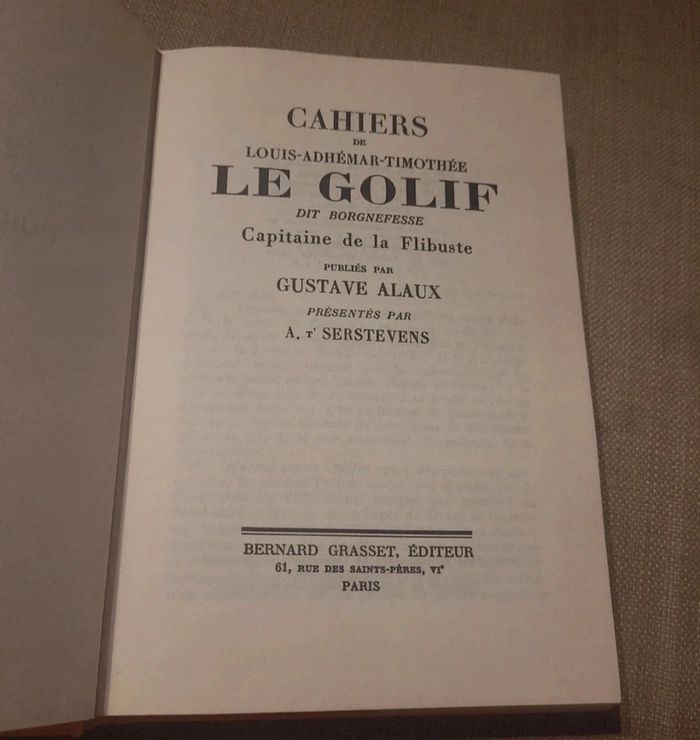 CAHIERS
DE
LOUIS-ADHÉMAR-TIMOTHÉE
LE GOLIF
DIT BORGNEFESSE
Capitaine de la Flibuste
PUBLIÉS PAR
GUSTAVE ALAUX
PRÉSENTÉS PAR
A. T' SERSTEVENS
BERNARD GRASSET, ÉDITEUR
61, RUE DES SAINTS-PÈRES, VIᵉ
PARIS